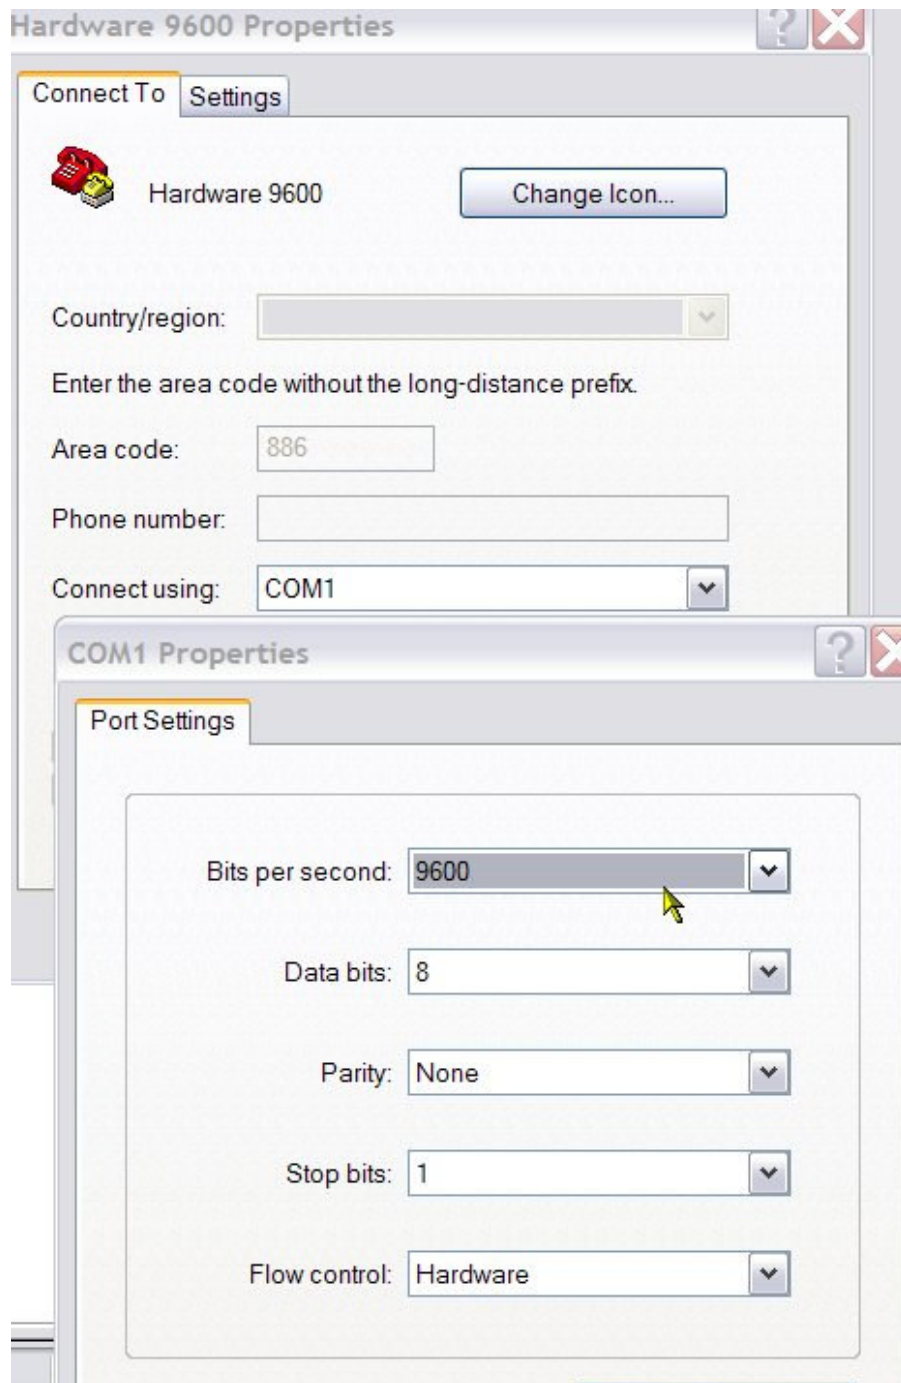 Hardware 9600 Properties
Connect To Settings
Hardware 9600 Change Icon...
Country/region:
Enter the area code without the long-distance prefix.
Area code: 886
Phone number:
Connect using: COM1
COM1 Properties
Port Settings
Bits per second: 9600
Data bits: 8
Parity: None
Stop bits: 1
Flow control: Hardware